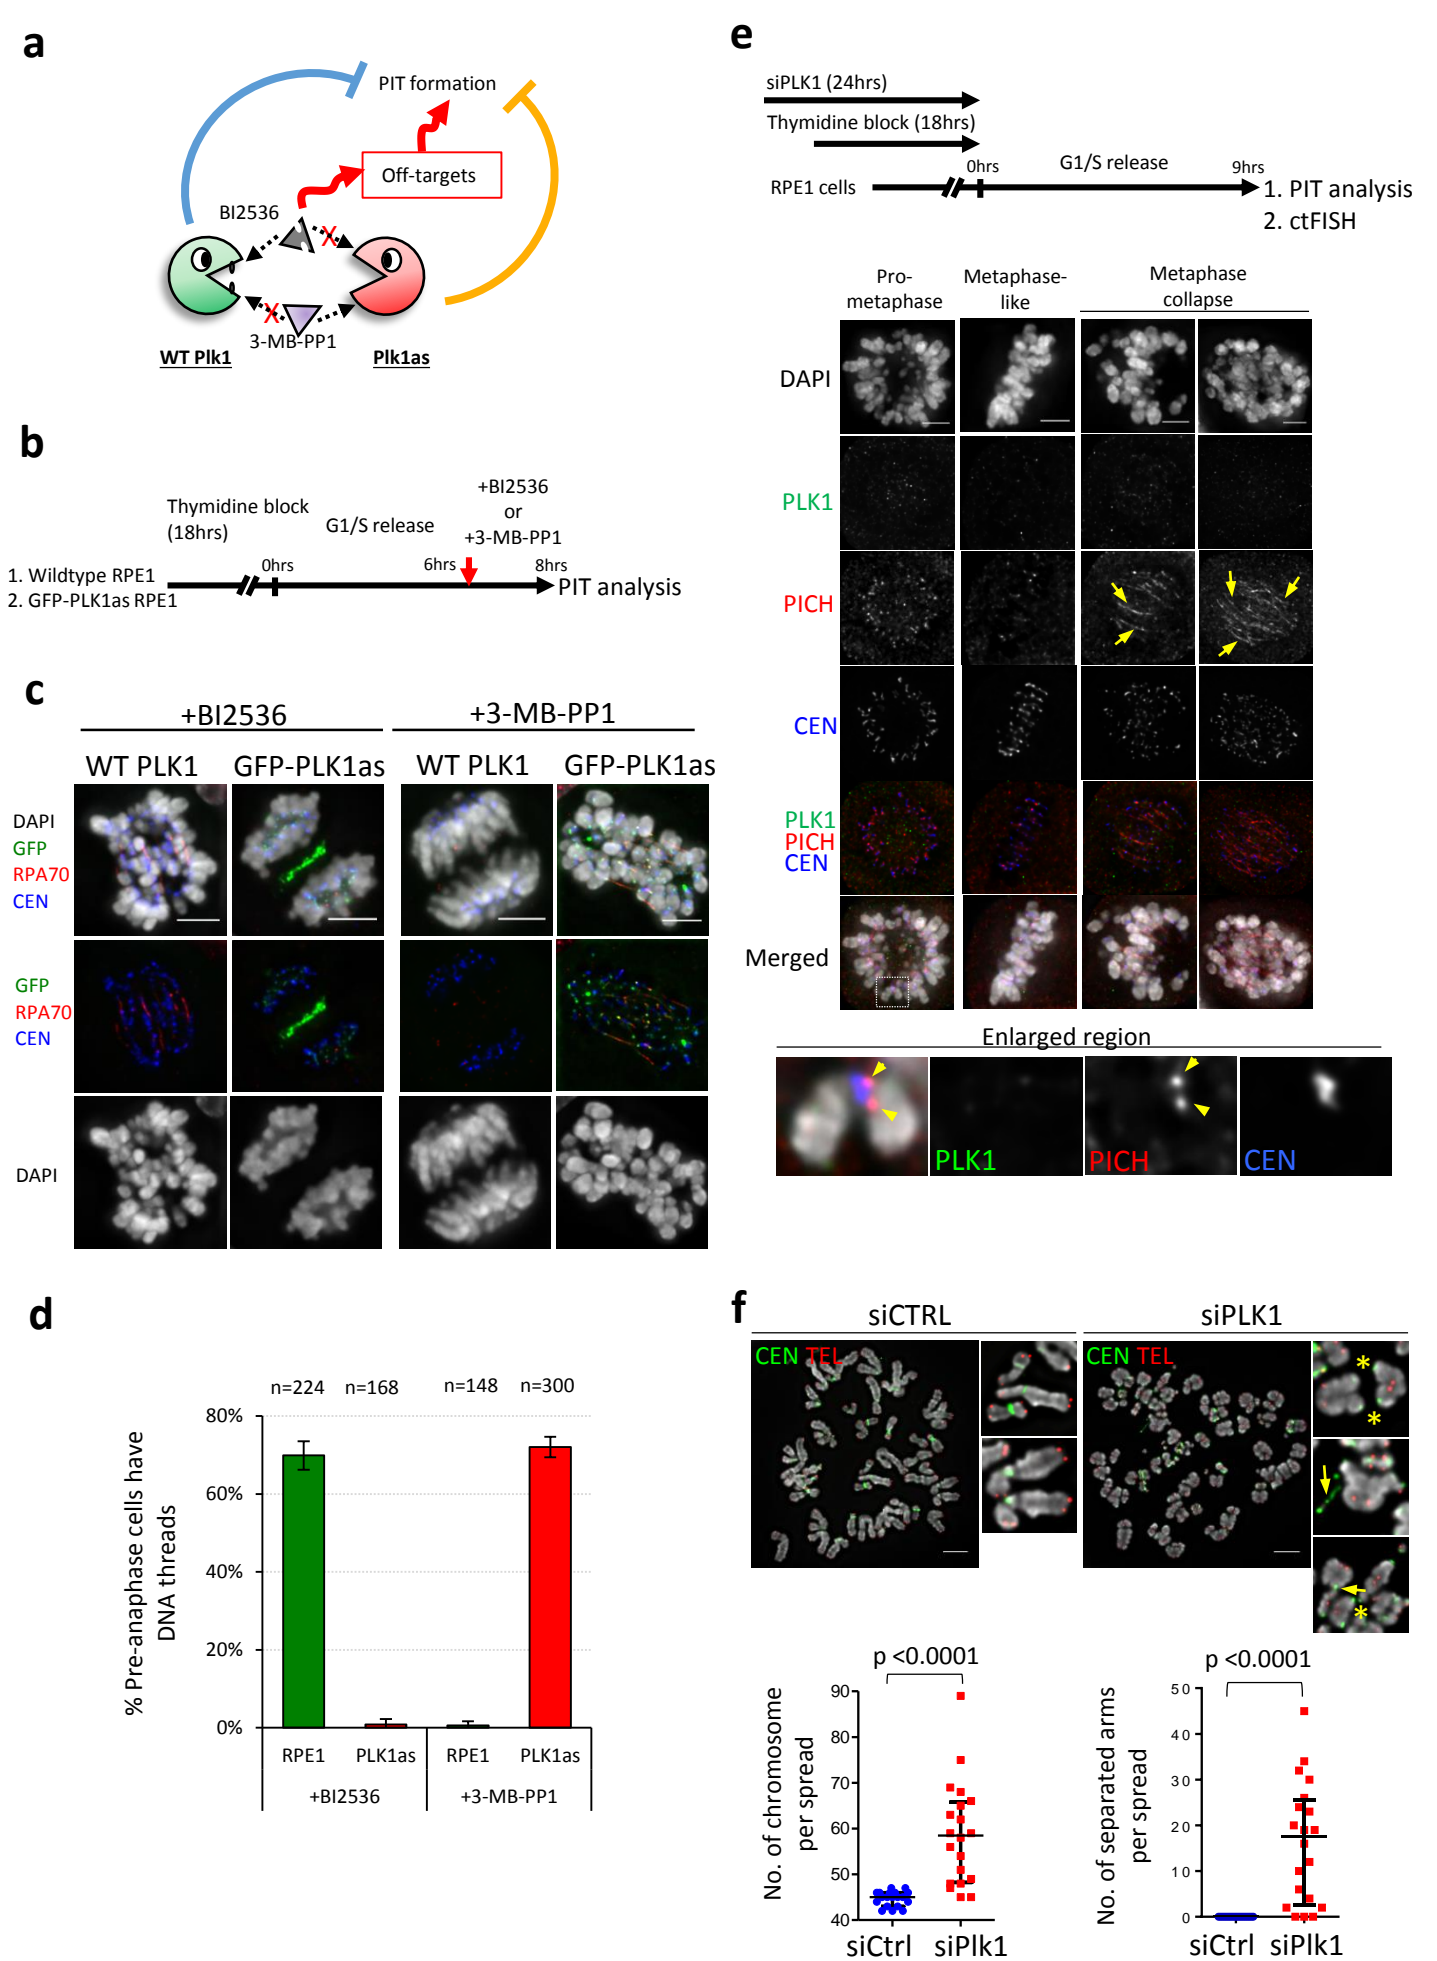 a
PIT formation
Off-targets
BI2536
X
X
3-MB-PP1
WT Plk1
Plk1as
b
Thymidine block
(18hrs)
G1/S release
+BI2536
or
+3-MB-PP1
0hrs
6hrs
8hrs
1. Wildtype RPE1
2. GFP-PLK1as RPE1
PIT analysis
c
+BI2536
+3-MB-PP1
WT PLK1
GFP-PLK1as
WT PLK1
GFP-PLK1as
DAPI
GFP
RPA70
CEN
GFP
RPA70
CEN
DAPI
d
n=224
n=168
n=148
n=300
% Pre-anaphase cells have
DNA threads
80%
60%
40%
20%
0%
RPE1
PLK1as
RPE1
PLK1as
+BI2536
+3-MB-PP1
e
siPLK1 (24hrs)
Thymidine block (18hrs)
0hrs
G1/S release
9hrs
RPE1 cells
1. PIT analysis
2. ctFISH
Pro-
metaphase
Metaphase-
like
Metaphase
collapse
DAPI
PLK1
PICH
CEN
PLK1
PICH
CEN
Merged
Enlarged region
PLK1
PICH
CEN
f
siCTRL
siPLK1
CEN TEL
CEN TEL
*
*
*
p <0.0001
No. of chromosome
per spread
90
80
70
60
50
40
siCtrl
siPlk1
p <0.0001
No. of separated arms
per spread
50
40
30
20
10
0
siCtrl
siPlk1